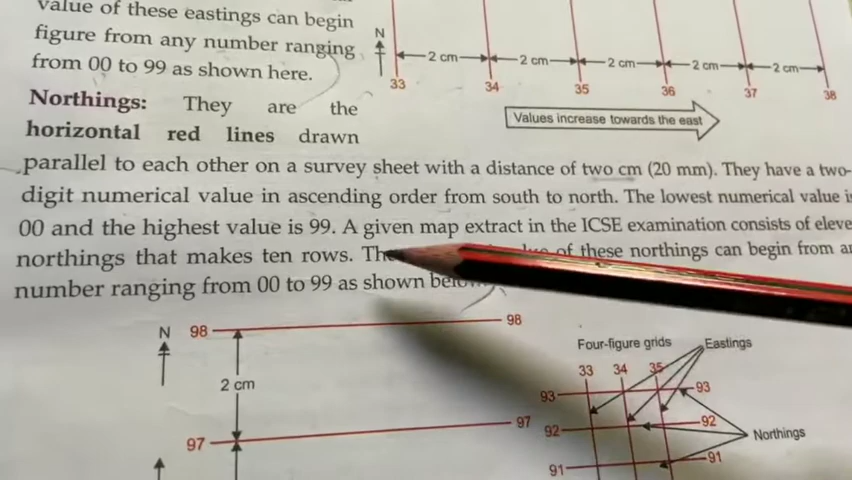 value of these eastings can begin
figure from any number ranging
from 00 to 99 as shown here.
N
2 cm 2 cm 2 cm 2 cm 2 cm
33 34 35 36 37 38
Values increase towards the east
Northings: They are the
horizontal red lines drawn
parallel to each other on a survey sheet with a distance of two cm (20 mm). They have a two-
digit numerical value in ascending order from south to north. The lowest numerical value is
00 and the highest value is 99. A given map extract in the ICSE examination consists of
northings that makes ten rows. of these northings can begin from
number ranging from 00 to 99 as shown
N 98 98
2 cm
97 97
Four-figure grids Eastings
33 34 35
93 93
92 92
Northings
91 91